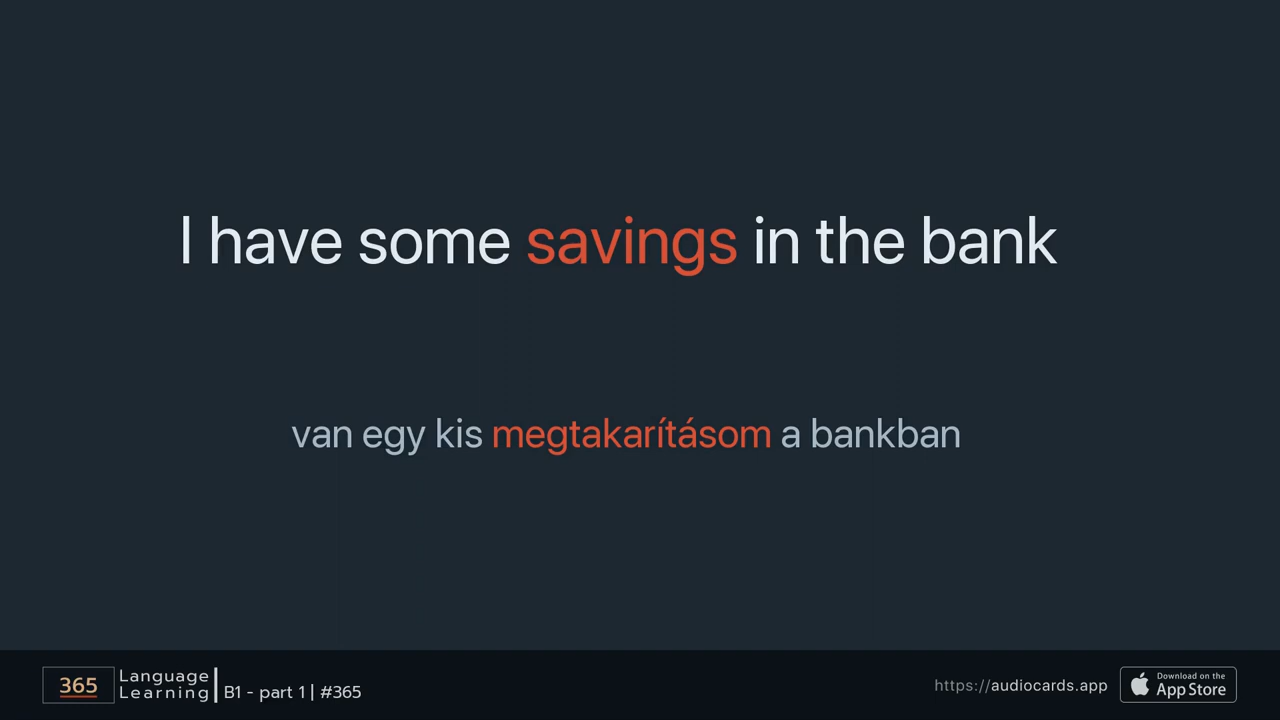 I have some savings in the bank
van egy kis megtakarításom a bankban
365
Language
Learning
B1 - part 1 | #365
https://audiocards.app
Download on the
App Store